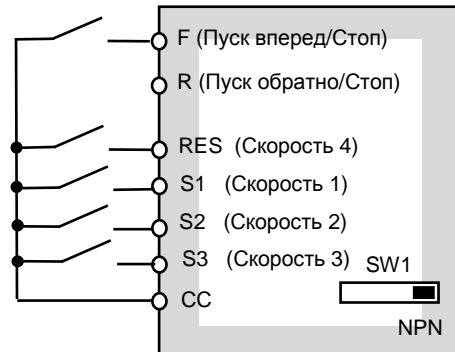 F (Пуск вперед/Стоп)
R (Пуск обратно/Стоп)
RES (Скорость 4)
S1 (Скорость 1)
S2 (Скорость 2)
S3 (Скорость 3)
SW1
CC
NPN